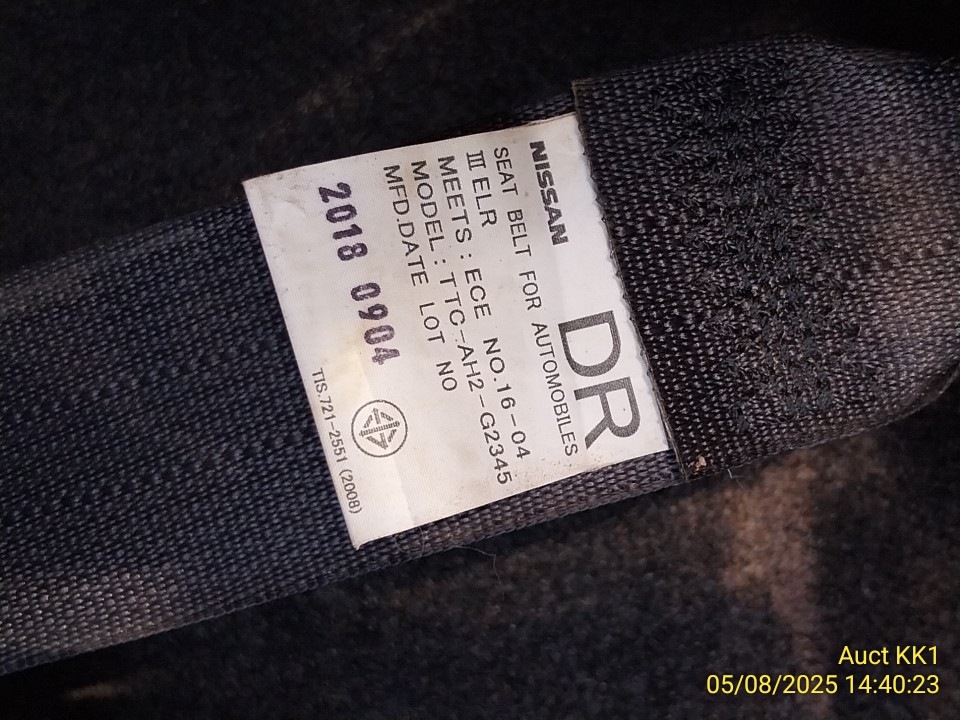 NISSAN
DR
SEAT BELT FOR AUTOMOBILES
Ⅲ ELR
MEETS : ECE NO.16-04
MODEL : TTC-AH2-G2345
MFD.DATE LOT NO
2018 0904
TIS.721-2551 (2008)
Auct KK1
05/08/2025 14:40:23